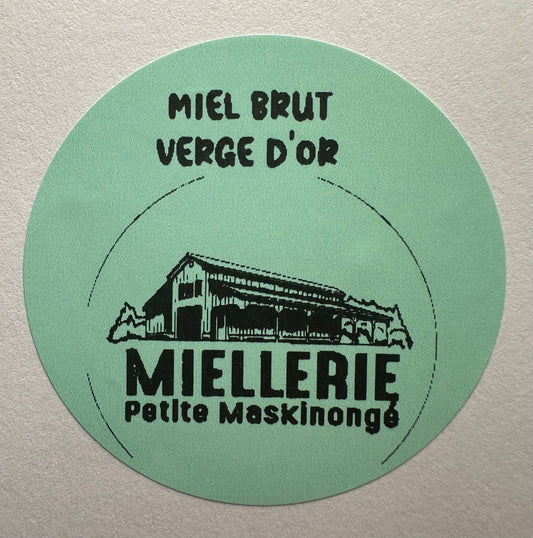 MIEL BRUT
VERGE D'OR
MIELLERIE
Petite Maskinongé